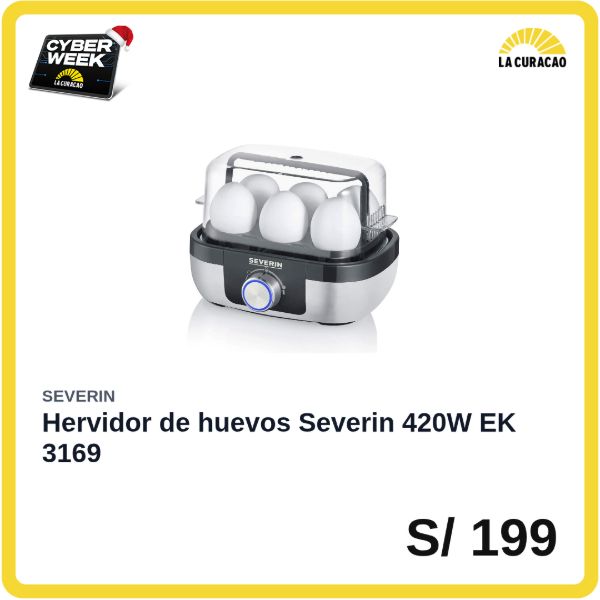 CYBER
WEEK
LA CURACAO
LA CURACAO
SEVERIN
SEVERIN
Hervidor de huevos Severin 420W EK
3169
S/ 199